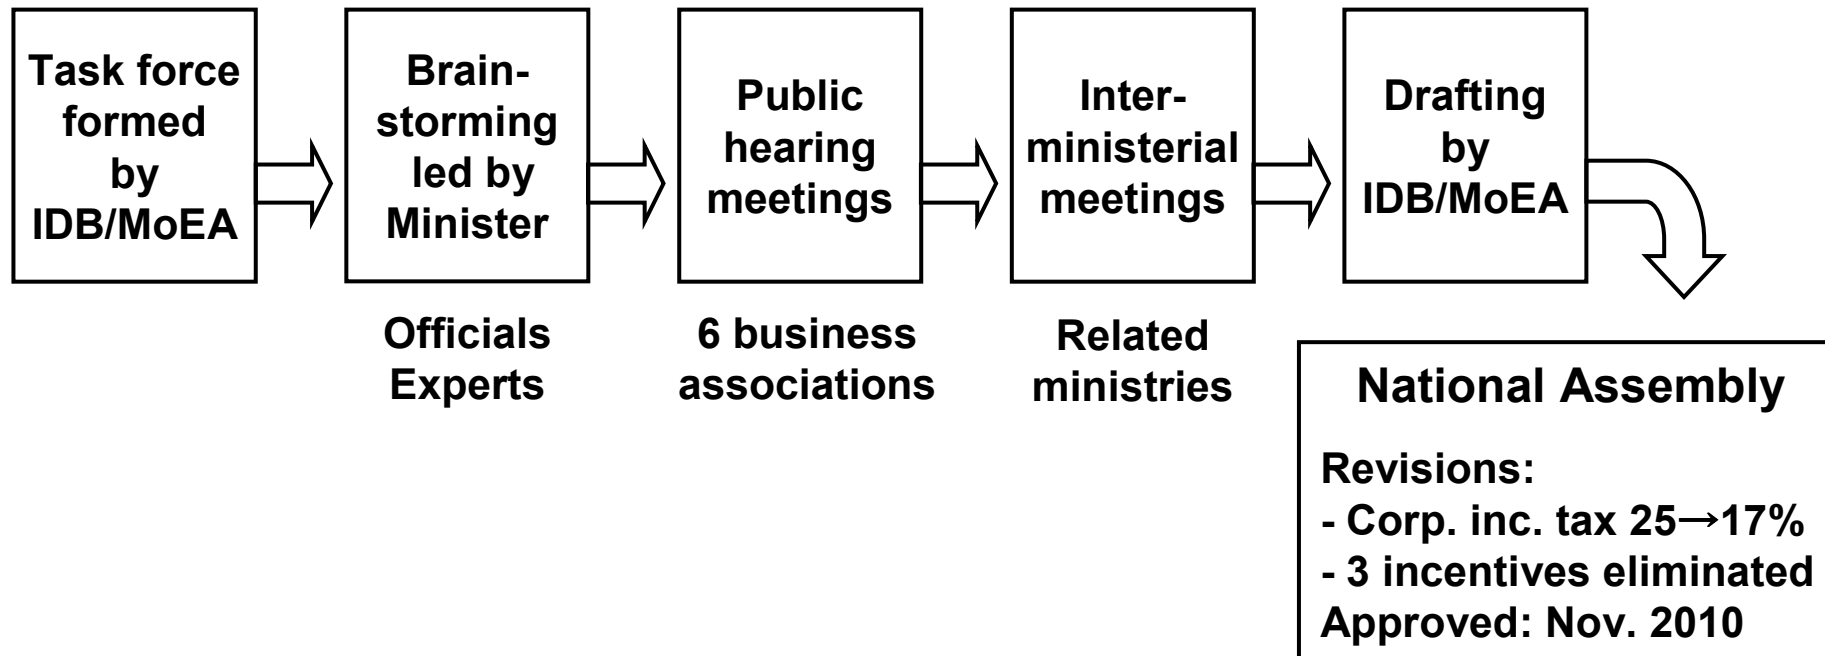 Task force
formed
by
IDB/MoEA
Brain-
storming
led by
Minister
Public
hearing
meetings
Inter-
ministerial
meetings
Drafting
by
IDB/MoEA
Officials
Experts
6 business
associations
Related
ministries
National Assembly
Revisions:
- Corp. inc. tax 25→17%
- 3 incentives eliminated
Approved: Nov. 2010